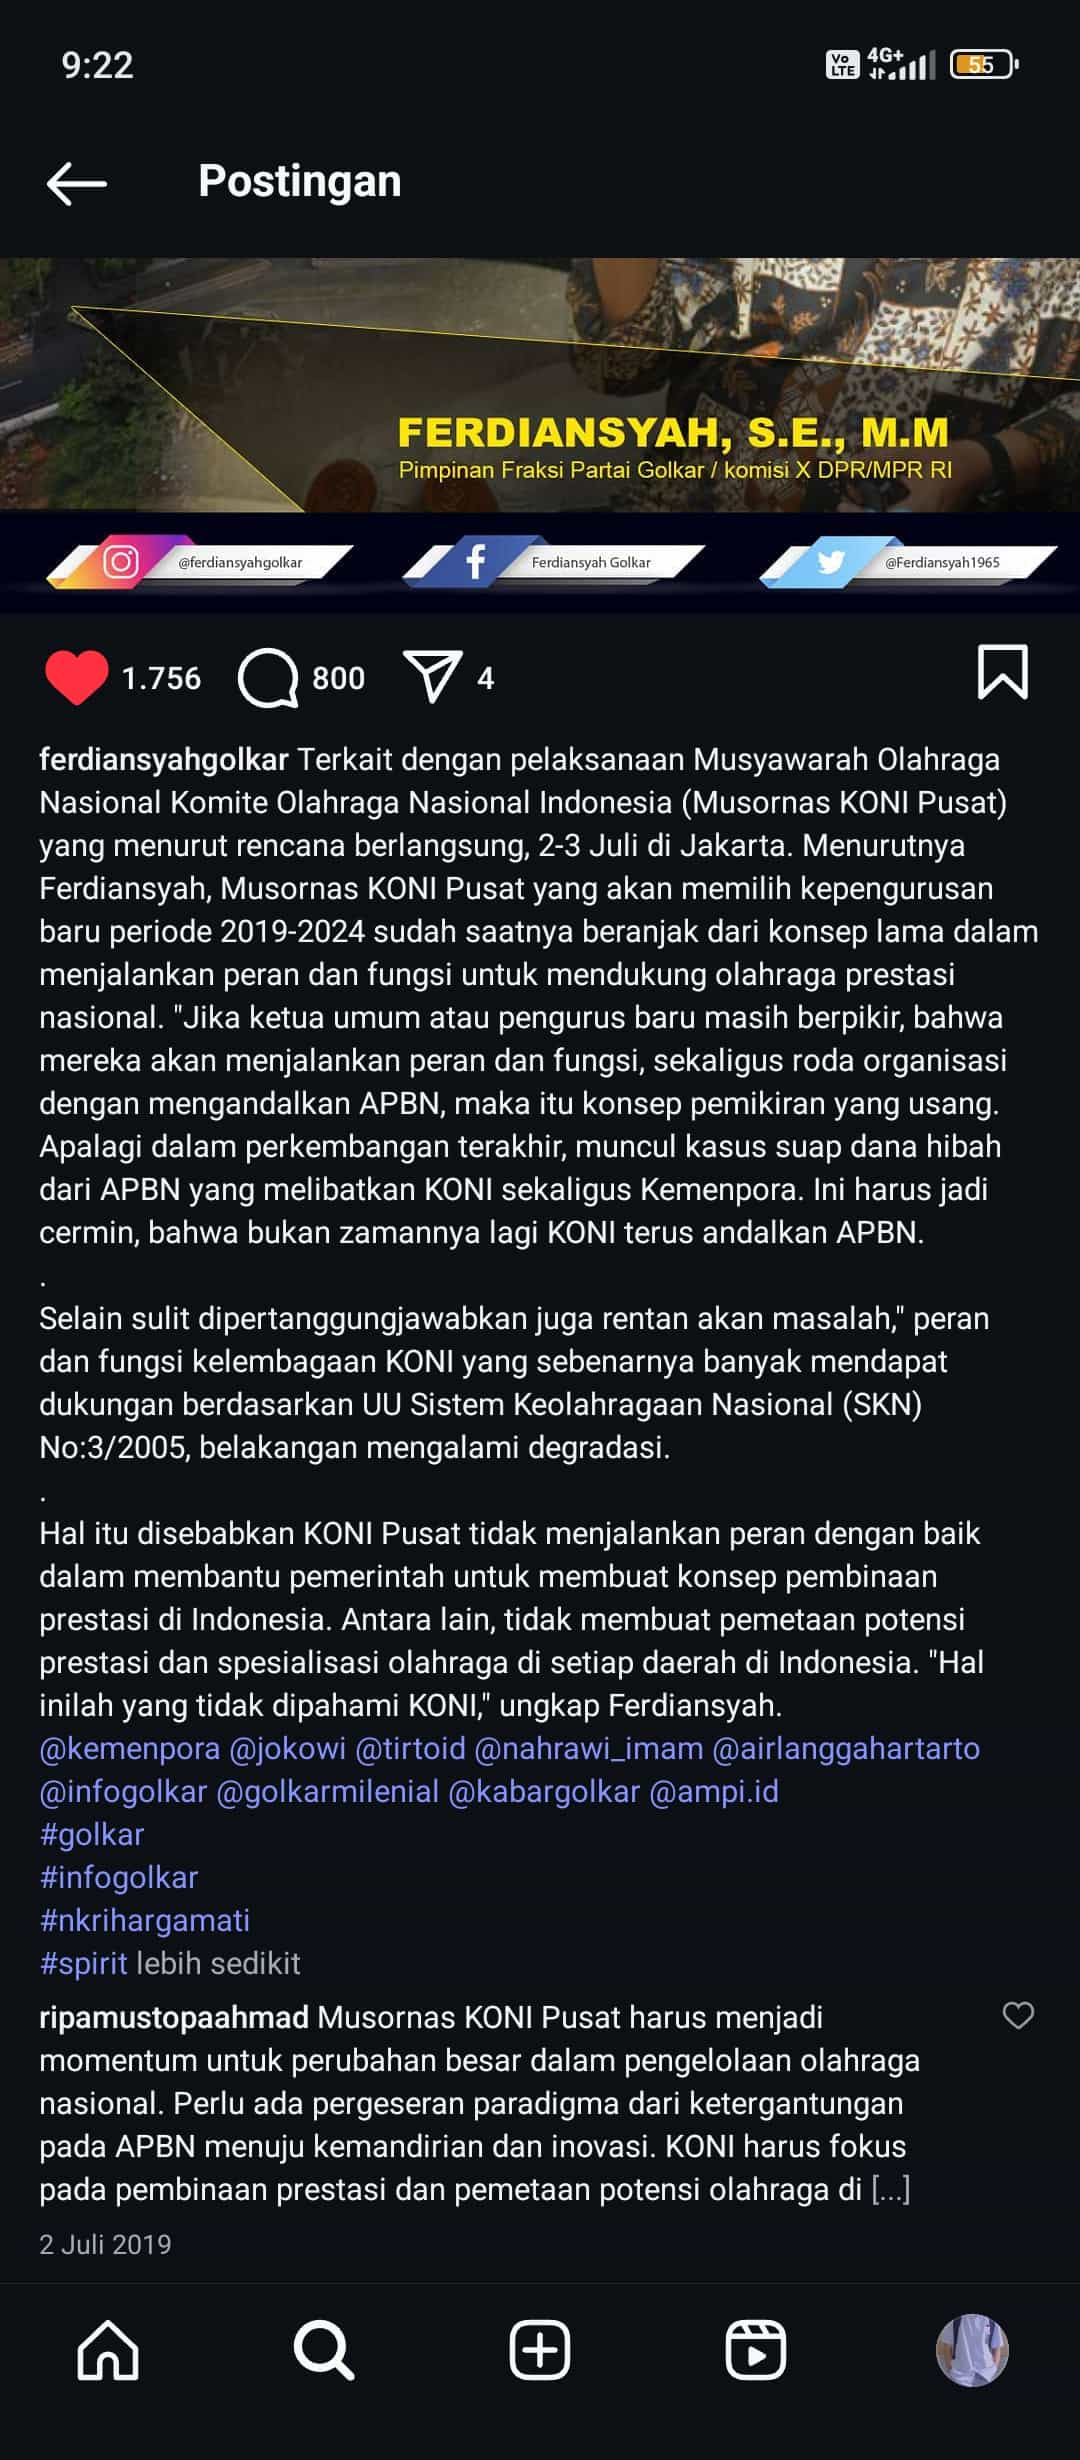 9:22
Vo LTE 4G+ 55
Postingan
FERDIANSYAH, S.E., M.M
Pimpinan Fraksi Partai Golkar / komisi X DPR/MPR RI
@ferdiansyahgolkar Ferdiansyah Golkar @Ferdiansyah1965
1.756 800 4
ferdiansyahgolkar Terkait dengan pelaksanaan Musyawarah Olahraga
Nasional Komite Olahraga Nasional Indonesia (Musornas KONI Pusat)
yang menurut rencana berlangsung, 2-3 Juli di Jakarta. Menurutnya
Ferdiansyah, Musornas KONI Pusat yang akan memilih kepengurusan
baru periode 2019-2024 sudah saatnya beranjak dari konsep lama dalam
menjalankan peran dan fungsi untuk mendukung olahraga prestasi
nasional. "Jika ketua umum atau pengurus baru masih berpikir, bahwa
mereka akan menjalankan peran dan fungsi, sekaligus roda organisasi
dengan mengandalkan APBN, maka itu konsep pemikiran yang usang.
Apalagi dalam perkembangan terakhir, muncul kasus suap dana hibah
dari APBN yang melibatkan KONI sekaligus Kemenpora. Ini harus jadi
cermin, bahwa bukan zamannya lagi KONI terus andalkan APBN.
.
Selain sulit dipertanggungjawabkan juga rentan akan masalah," peran
dan fungsi kelembagaan KONI yang sebenarnya banyak mendapat
dukungan berdasarkan UU Sistem Keolahragaan Nasional (SKN)
No:3/2005, belakangan mengalami degradasi.
.
Hal itu disebabkan KONI Pusat tidak menjalankan peran dengan baik
dalam membantu pemerintah untuk membuat konsep pembinaan
prestasi di Indonesia. Antara lain, tidak membuat pemetaan potensi
prestasi dan spesialisasi olahraga di setiap daerah di Indonesia. "Hal
inilah yang tidak dipahami KONI," ungkap Ferdiansyah.
@kemenpora @jokowi @tirtoid @nahrawi_imam @airlanggahartarto
@infogolkar @golkarmilenial @kabargolkar @ampi.id
#golkar
#infogolkar
#nkrihargamati
#spirit lebih sedikit
ripamustopaahmad Musornas KONI Pusat harus menjadi
momentum untuk perubahan besar dalam pengelolaan olahraga
nasional. Perlu ada pergeseran paradigma dari ketergantungan
pada APBN menuju kemandirian dan inovasi. KONI harus fokus
pada pembinaan prestasi dan pemetaan potensi olahraga di [...]
2 Juli 2019